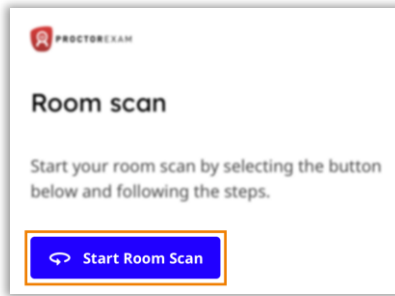 PROCTOREXAM
Room scan
Start your room scan by selecting the button
below and following the steps.
Start Room Scan